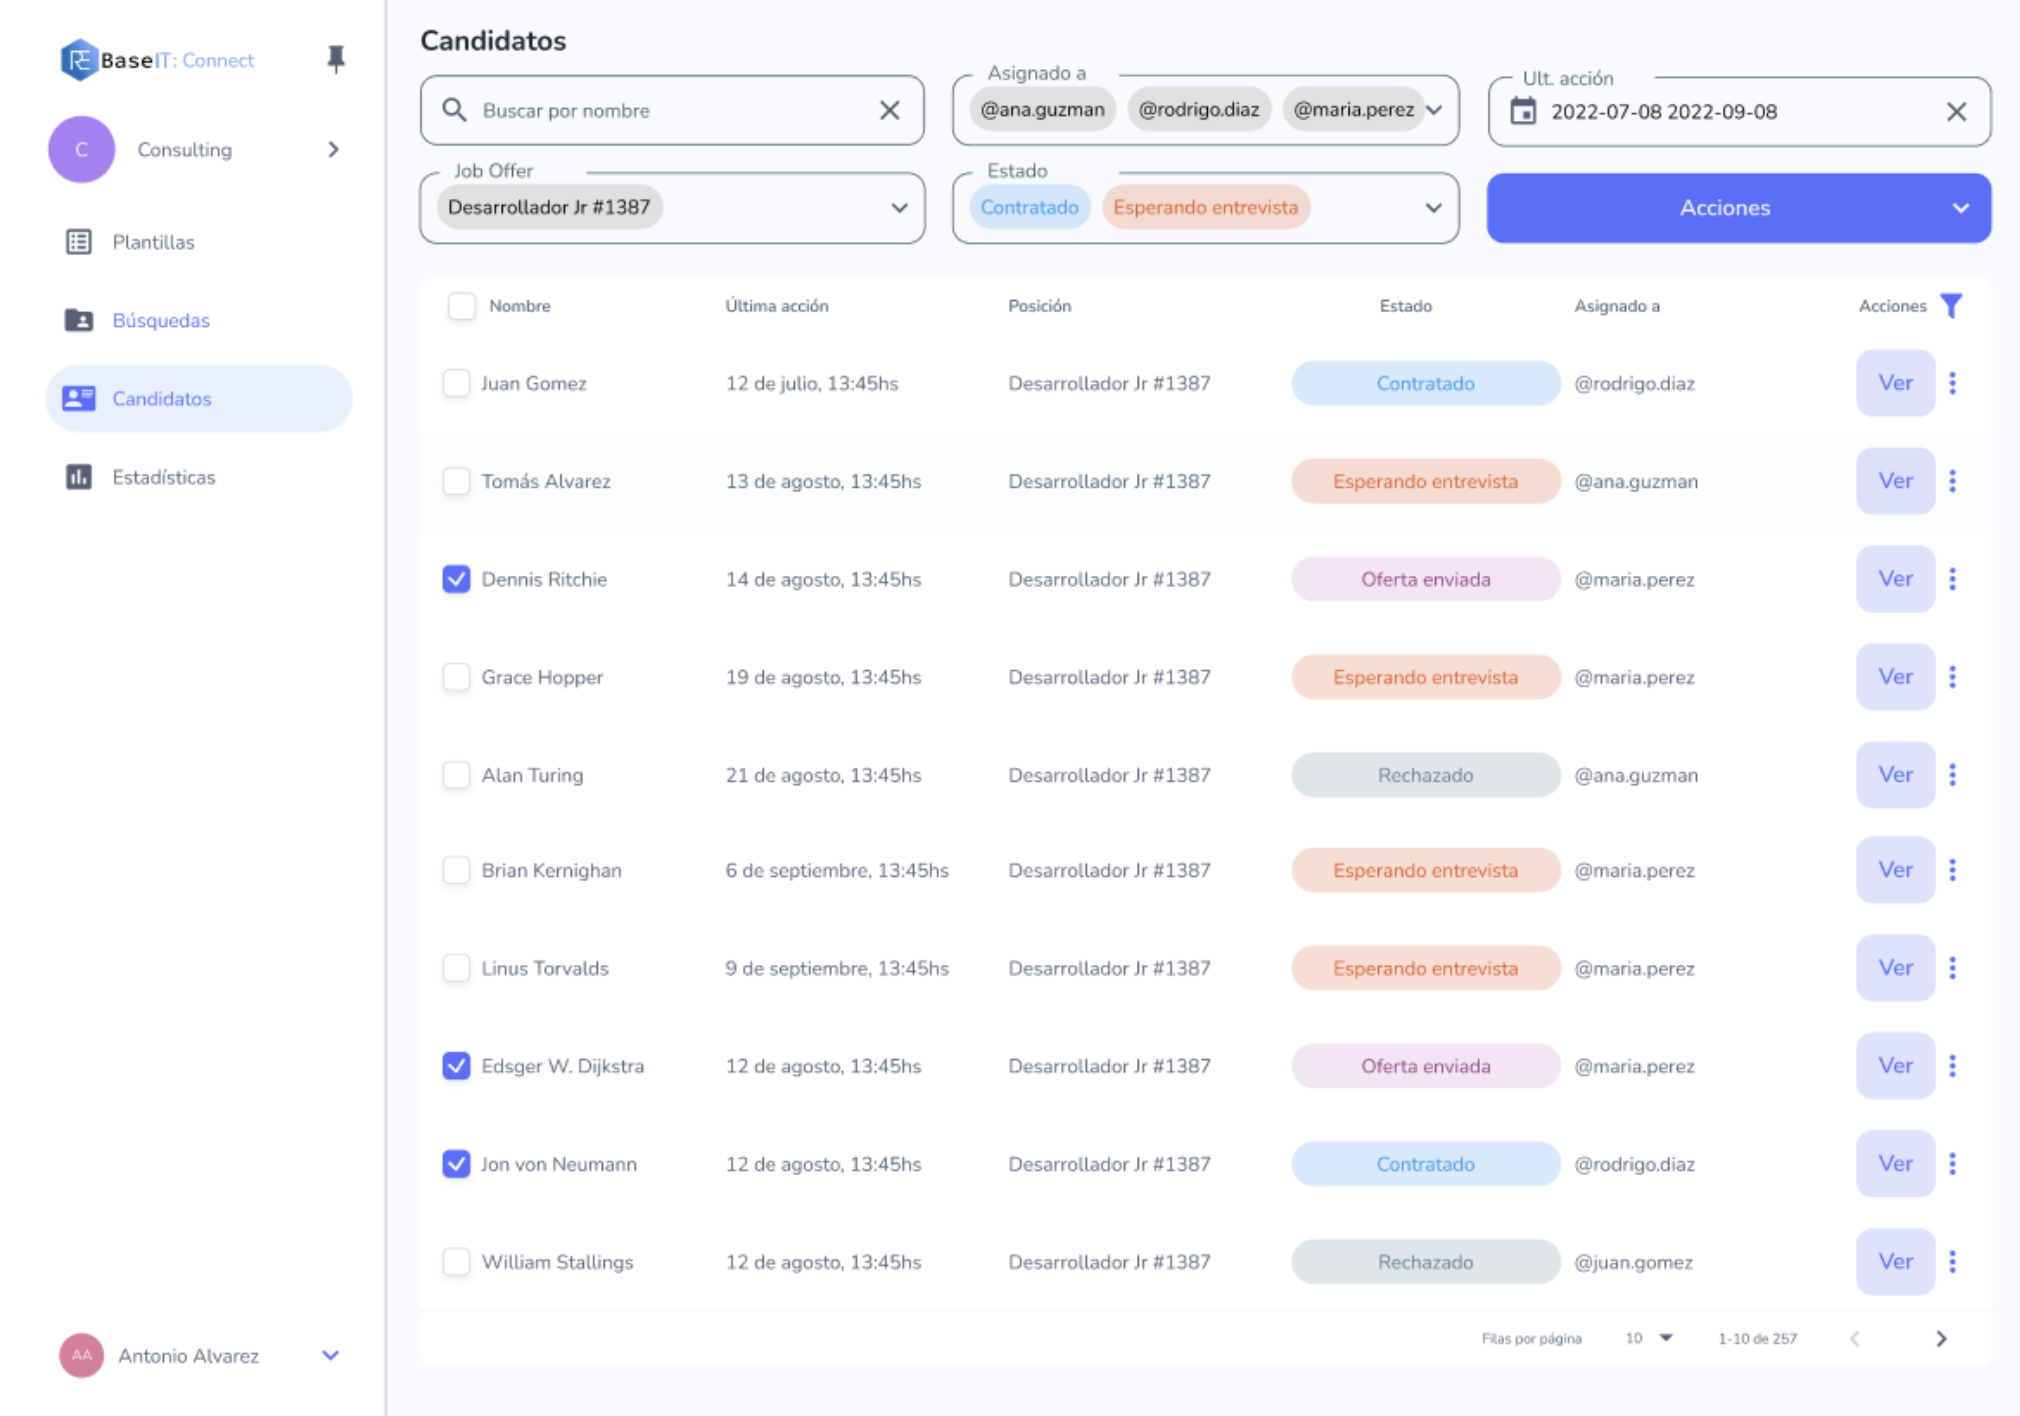 BaseIT: Connect
C
Consulting
Plantillas
Búsquedas
Candidatos
Estadísticas
AA
Antonio Alvarez
Candidatos
Buscar por nombre
Asignado a
@ana.guzman @rodrigo.diaz @maria.perez
Ult. acción
2022-07-08 2022-09-08
Job Offer
Desarrollador Jr #1387
Estado
Contratado Esperando entrevista
Acciones
Nombre Última acción Posición Estado Asignado a Acciones
Juan Gomez 12 de julio, 13:45hs Desarrollador Jr #1387 Contratado @rodrigo.diaz Ver
Tomás Alvarez 13 de agosto, 13:45hs Desarrollador Jr #1387 Esperando entrevista @ana.guzman Ver
Dennis Ritchie 14 de agosto, 13:45hs Desarrollador Jr #1387 Oferta enviada @maria.perez Ver
Grace Hopper 19 de agosto, 13:45hs Desarrollador Jr #1387 Esperando entrevista @maria.perez Ver
Alan Turing 21 de agosto, 13:45hs Desarrollador Jr #1387 Rechazado @ana.guzman Ver
Brian Kernighan 6 de septiembre, 13:45hs Desarrollador Jr #1387 Esperando entrevista @maria.perez Ver
Linus Torvalds 9 de septiembre, 13:45hs Desarrollador Jr #1387 Esperando entrevista @maria.perez Ver
Edsger W. Dijkstra 12 de agosto, 13:45hs Desarrollador Jr #1387 Oferta enviada @maria.perez Ver
Jon von Neumann 12 de agosto, 13:45hs Desarrollador Jr #1387 Contratado @rodrigo.diaz Ver
William Stallings 12 de agosto, 13:45hs Desarrollador Jr #1387 Rechazado @juan.gomez Ver
Filas por página 10 1-10 de 257